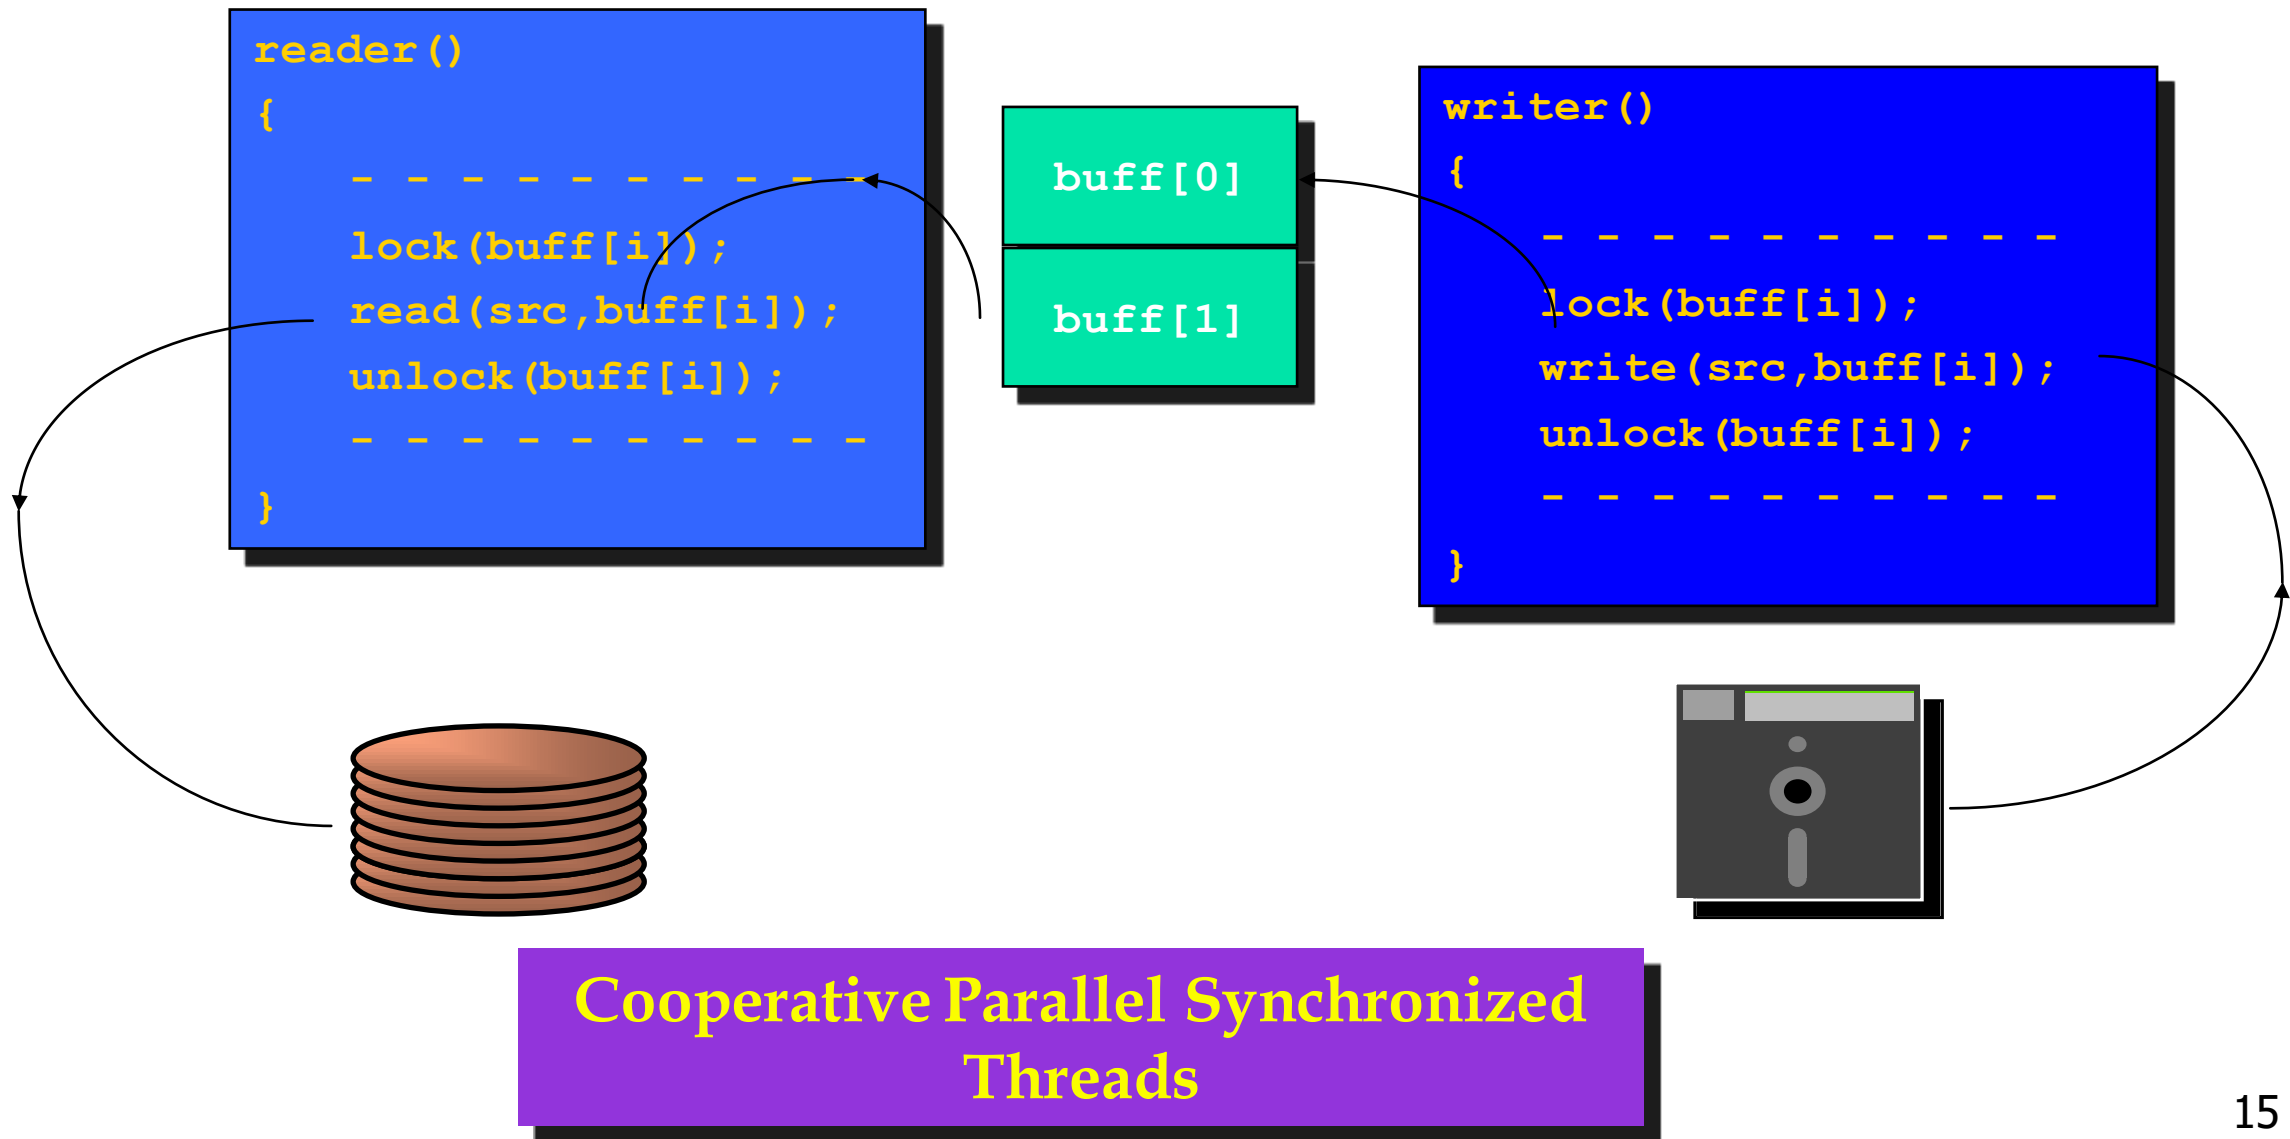 reader()
{
- - - - - - - - - -
lock(buff[i]);
read(src,buff[i]);
unlock(buff[i]);
- - - - - - - - - -
}
buff[0]
buff[1]
writer()
{
- - - - - - - - - -
lock(buff[i]);
write(src,buff[i]);
unlock(buff[i]);
- - - - - - - - - -
}
Cooperative Parallel Synchronized
Threads
15